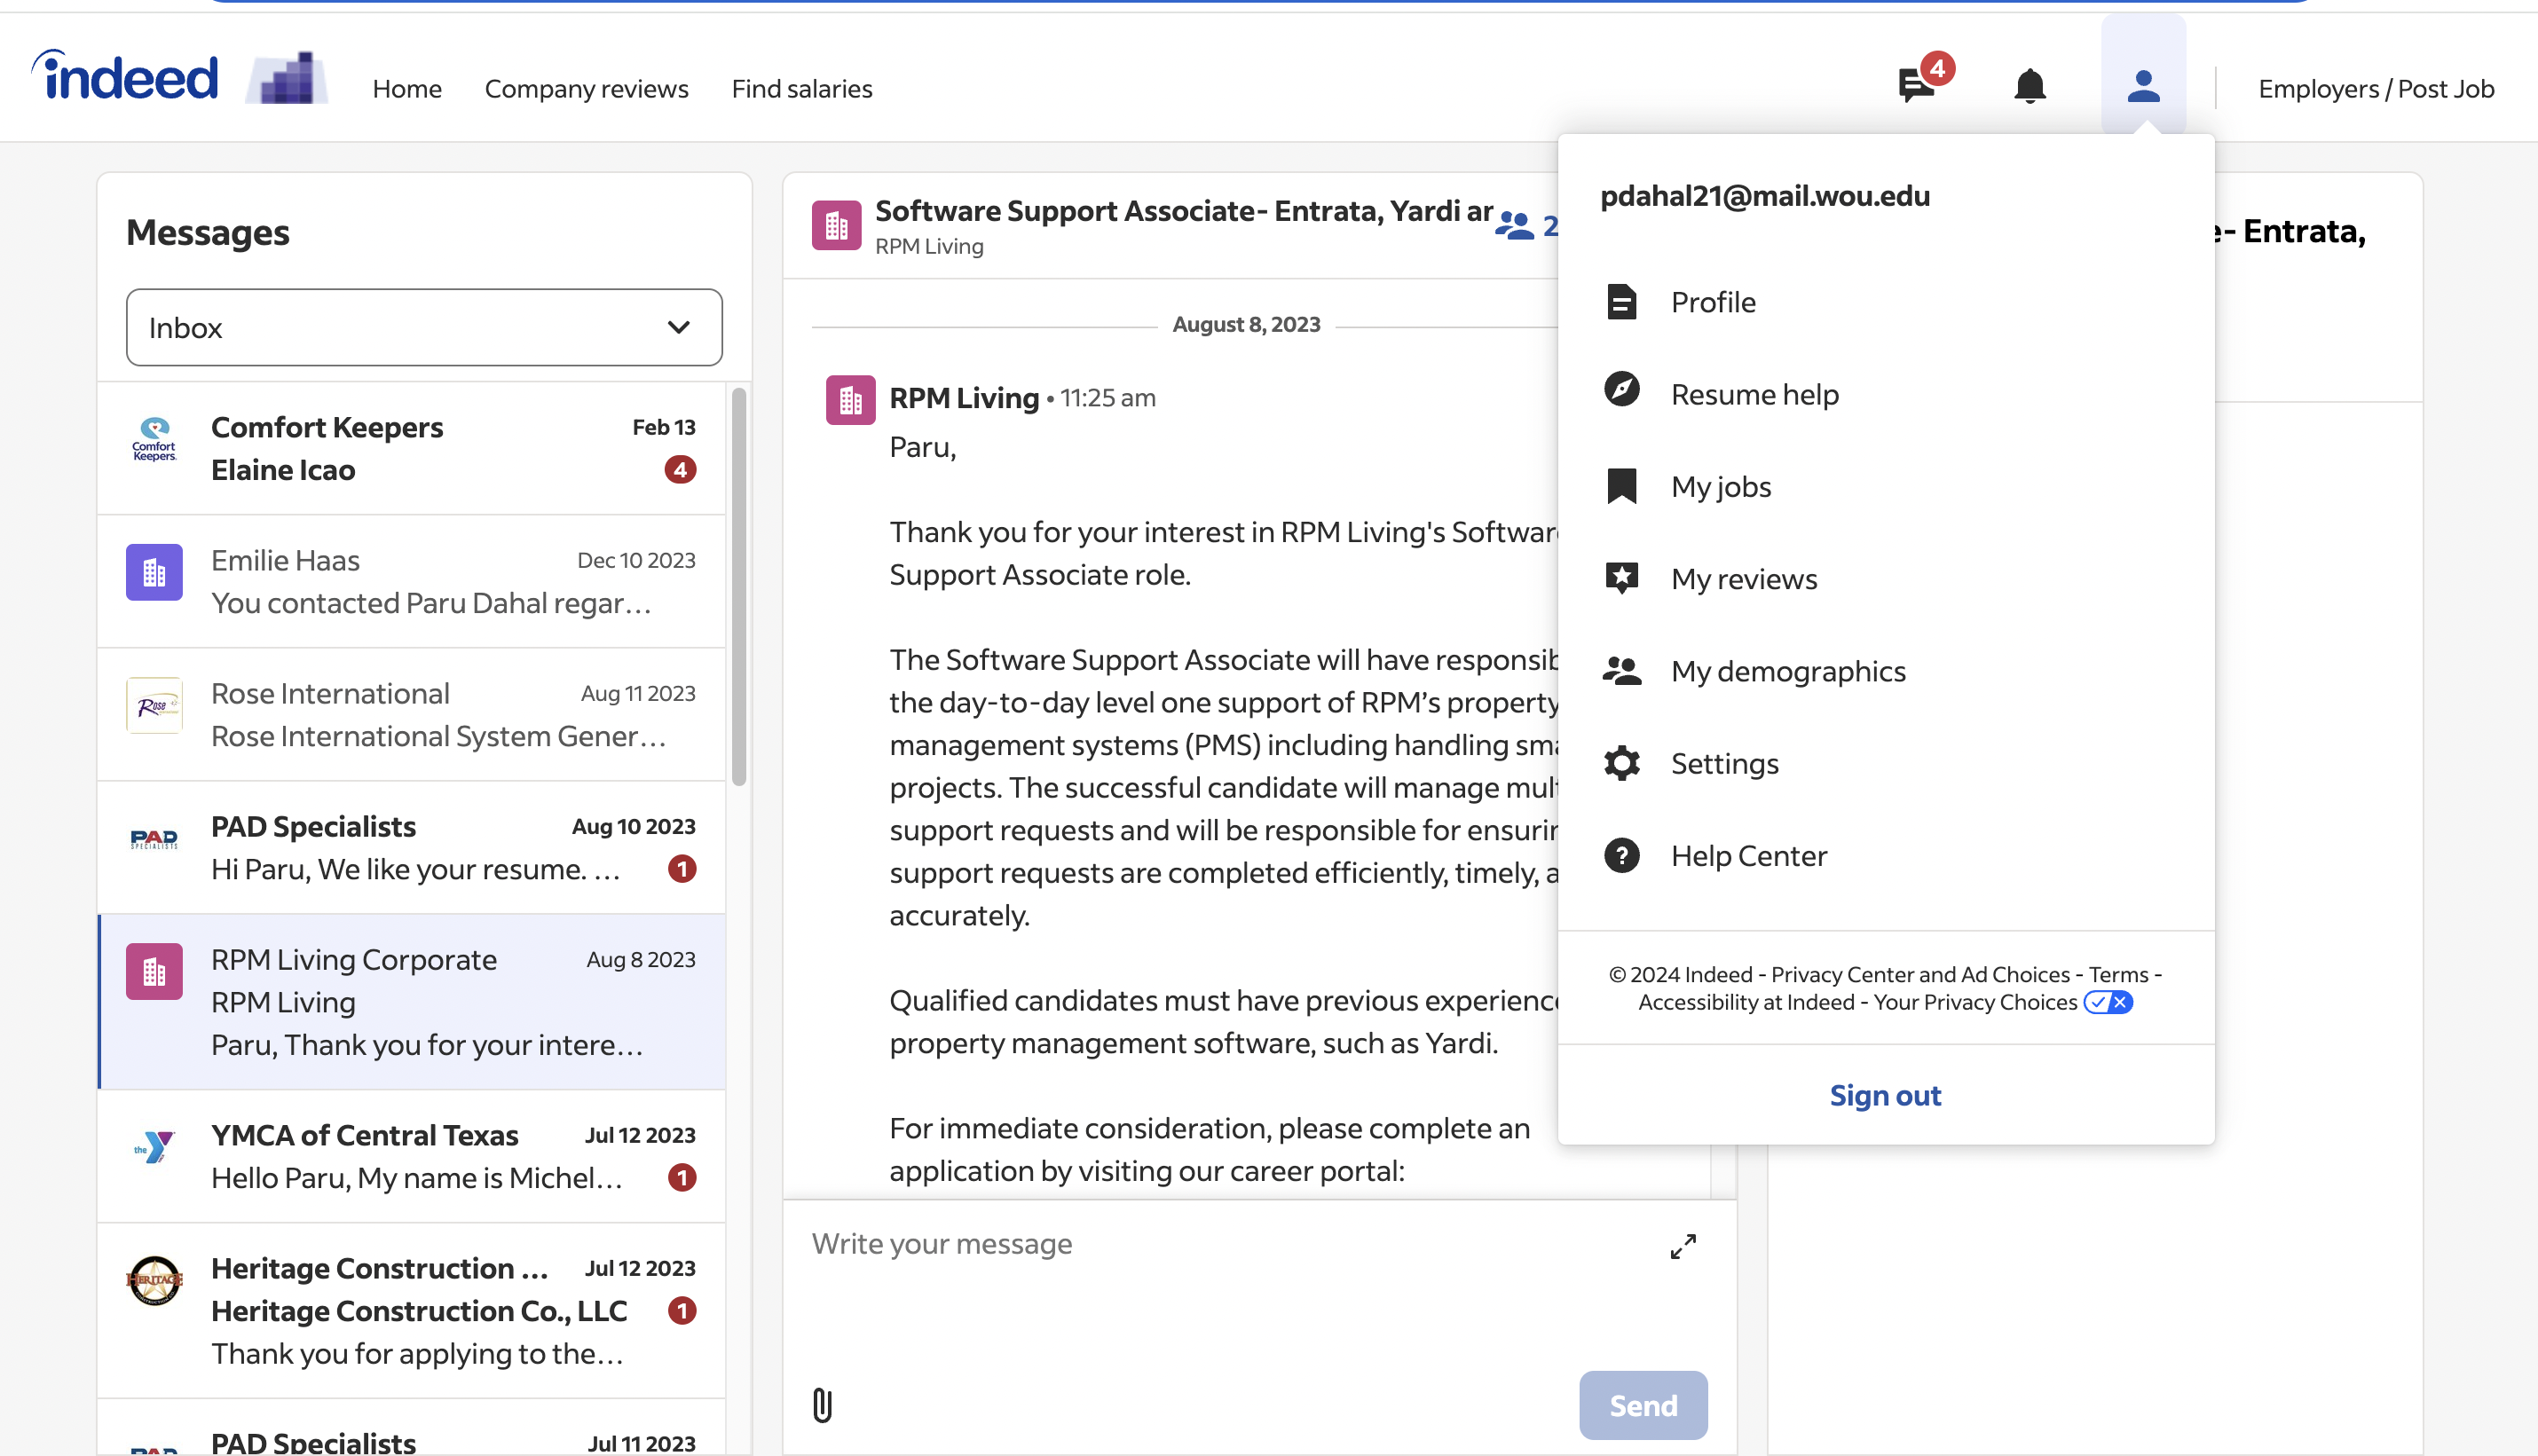 indeed
Home
Company reviews
Find salaries
4
Employers / Post Job
Messages
Inbox
Comfort Keepers
Comfort Keepers
Feb 13
Elaine Icao
4
Emilie Haas
Dec 10 2023
You contacted Paru Dahal regar...
Rose
Rose International
Aug 11 2023
Rose International System Gener...
PAD
SPECIALISTS
PAD Specialists
Aug 10 2023
Hi Paru, We like your resume. ...
1
RPM Living Corporate
Aug 8 2023
RPM Living
Paru, Thank you for your intere...
the Y
YMCA of Central Texas
Jul 12 2023
Hello Paru, My name is Michel...
1
HERITAGE
Heritage Construction ...
Jul 12 2023
Heritage Construction Co., LLC
1
Thank you for applying to the...
PAD
PAD Specialists
Jul 11 2023
Software Support Associate- Entrata, Yardi ar
2
RPM Living
August 8, 2023
RPM Living • 11:25 am
Paru,
Thank you for your interest in RPM Living's Softwar
Support Associate role.
The Software Support Associate will have responsib
the day-to-day level one support of RPM’s property
management systems (PMS) including handling sma
projects. The successful candidate will manage mul
support requests and will be responsible for ensuri
support requests are completed efficiently, timely, a
accurately.
Qualified candidates must have previous experienc
property management software, such as Yardi.
For immediate consideration, please complete an
application by visiting our career portal:
Write your message
Send
e- Entrata,
pdahal21@mail.wou.edu
Profile
Resume help
My jobs
My reviews
My demographics
Settings
Help Center
© 2024 Indeed - Privacy Center and Ad Choices - Terms -
Accessibility at Indeed - Your Privacy Choices
Sign out